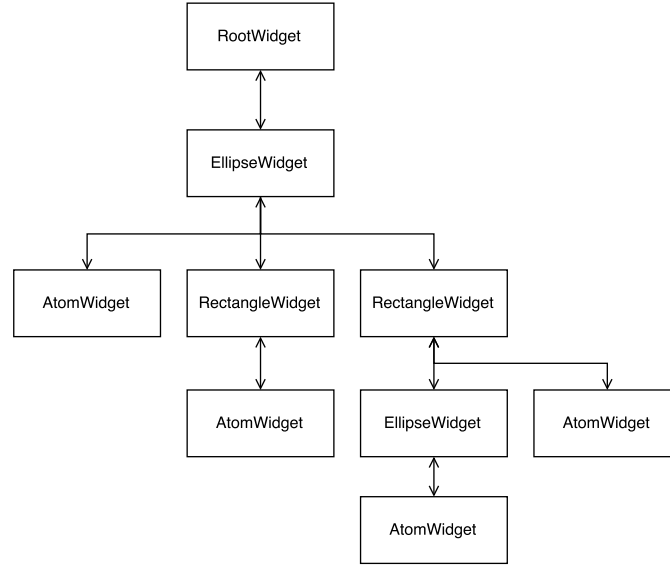 RootWidget
EllipseWidget
AtomWidget
RectangleWidget
RectangleWidget
AtomWidget
EllipseWidget
AtomWidget
AtomWidget